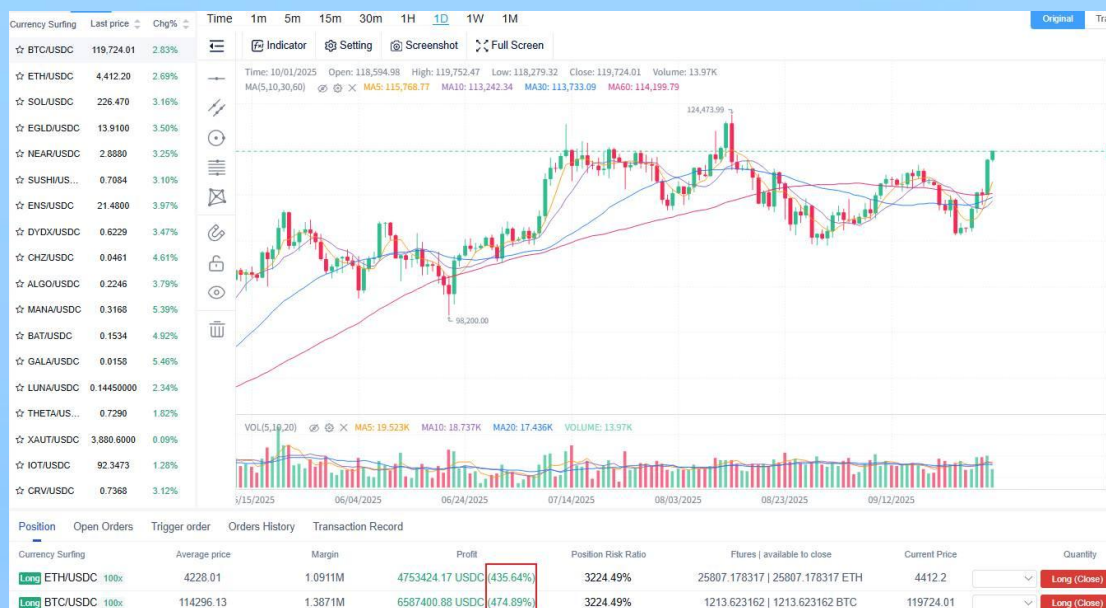 Currency Surfing Last price Chg%
Time 1m 5m 15m 30m 1H 1D 1W 1M
Original
BTC/USDC 119,724.01 2.83%
Indicator Setting Screenshot Full Screen
ETH/USDC 4,412.20 2.69%
Time: 10/01/2025 Open: 118,594.98 High: 119,752.47 Low: 118,279.32 Close: 119,724.01 Volume: 13.97K
MA(5,10,30,60) MA5: 115,768.77 MA10: 113,242.34 MA30: 113,733.09 MA60: 114,199.79
SOL/USDC 226.470 3.16%
124,473.99
EGLD/USDC 13.9100 3.50%
NEAR/USDC 2.8880 3.25%
SUSHI/US... 0.7084 3.10%
ENS/USDC 21.4800 3.97%
DYDX/USDC 0.6229 3.47%
CHZ/USDC 0.0461 4.61%
ALGO/USDC 0.2246 3.79%
MANA/USDC 0.3168 5.39%
98,200.00
BAT/USDC 0.1534 4.92%
GALA/USDC 0.0158 5.46%
LUNA/USDC 0.14450000 2.34%
THETA/US... 0.7290 1.82%
VOL(5,10,20) MA5: 19.523K MA10: 18.737K MA20: 17.436K VOLUME: 13.97K
XAUT/USDC 3,880.6000 0.09%
IOT/USDC 92.3473 1.28%
CRV/USDC 0.7368 3.12%
5/15/2025 06/04/2025 06/24/2025 07/14/2025 08/03/2025 08/23/2025 09/12/2025
Position Open Orders Trigger order Orders History Transaction Record
Currency Surfing Average price Margin Profit Position Risk Ratio Ftures | available to close Current Price Quantity
Long ETH/USDC 100x 4228.01 1.0911M 4753424.17 USDC (435.64%) 3224.49% 25807.178317 | 25807.178317 ETH 4412.2 Long (Close)
Long BTC/USDC 100x 114296.13 1.3871M 6587400.88 USDC (474.89%) 3224.49% 1213.623162 | 1213.623162 BTC 119724.01 Long (Close)